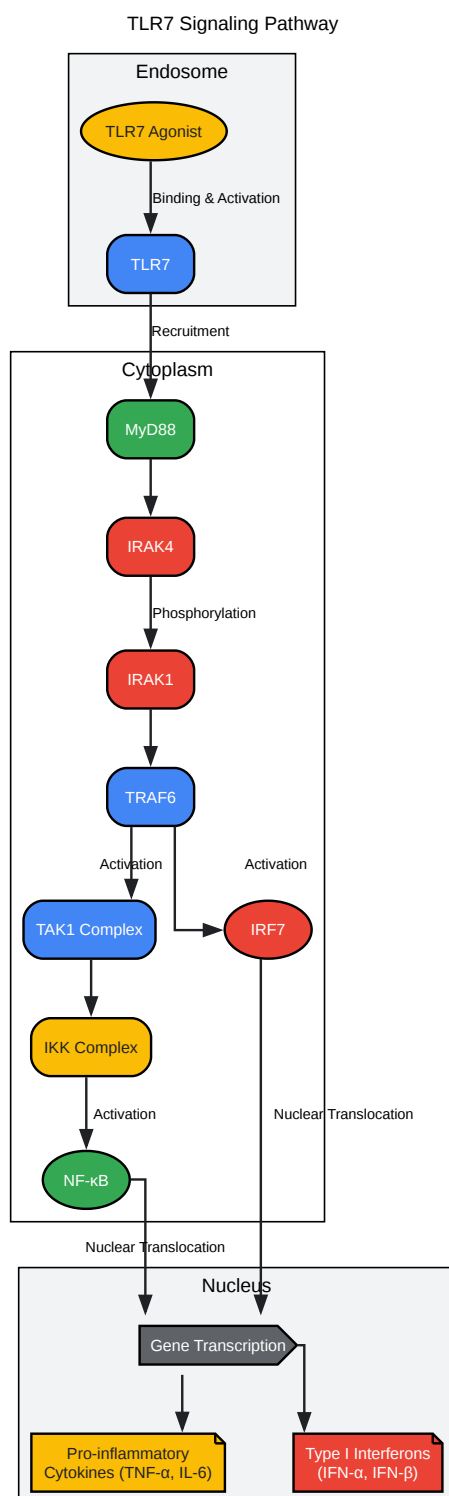 TLR7 Signaling Pathway
Endosome
TLR7 Agonist
Binding & Activation
TLR7
Recruitment
Cytoplasm
MyD88
IRAK4
Phosphorylation
IRAK1
TRAF6
Activation
Activation
TAK1 Complex
IRF7
IKK Complex
Activation
Nuclear Translocation
NF-κB
Nuclear Translocation
Nucleus
Gene Transcription
Pro-inflammatory
Cytokines (TNF-α, IL-6)
Type I Interferons
(IFN-α, IFN-β)